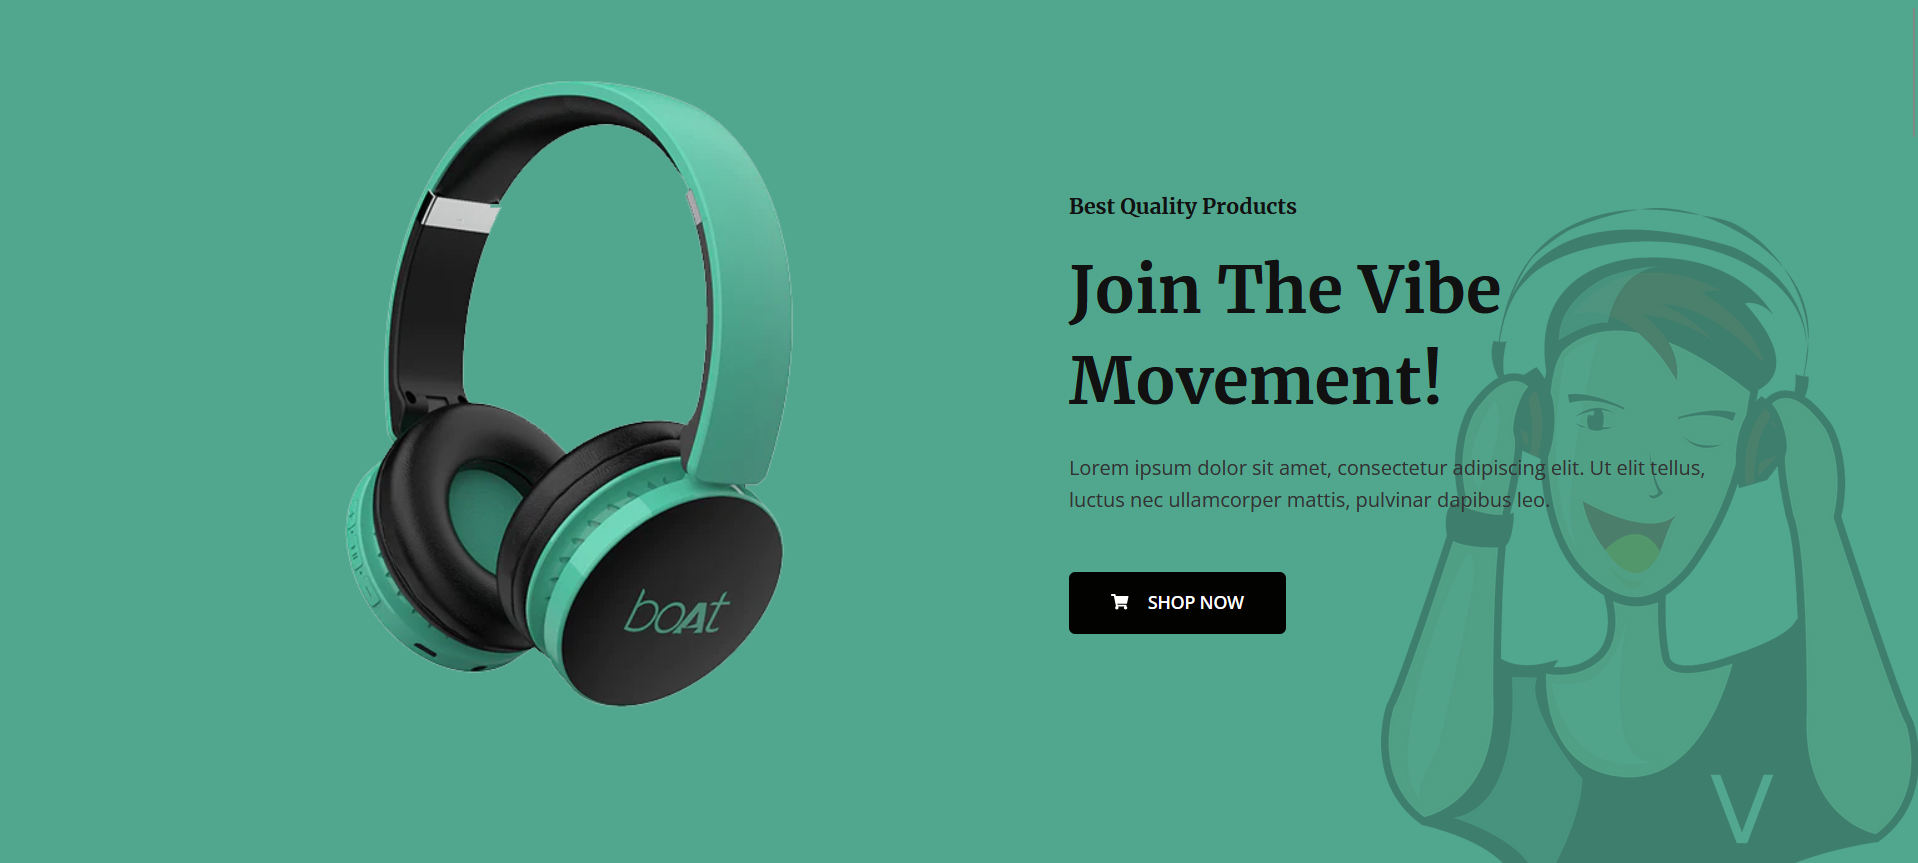 boAt
Best Quality Products
Join The Vibe
Movement!
Lorem ipsum dolor sit amet, consectetur adipiscing elit. Ut elit tellus,
luctus nec ullamcorper mattis, pulvinar dapibus leo.
SHOP NOW
V